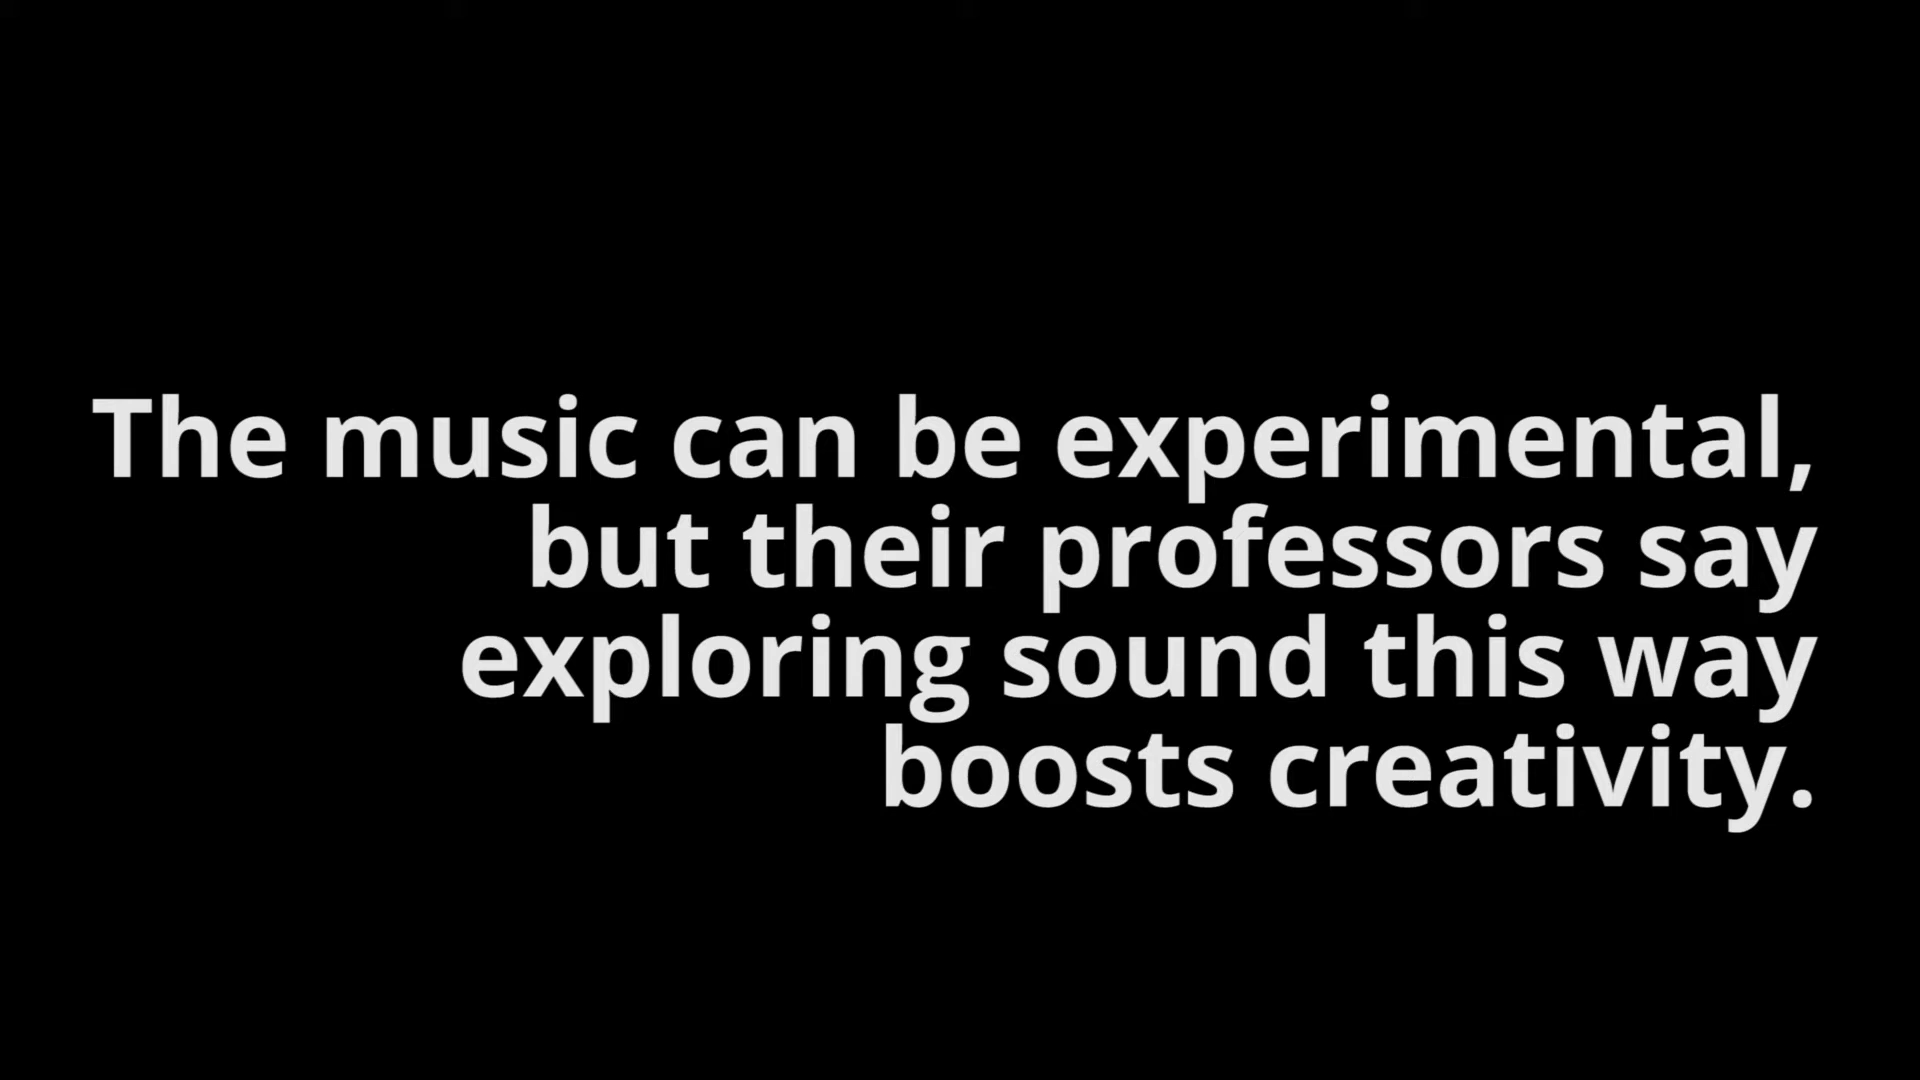 The music can be experimental,
but their professors say
exploring sound this way
boosts creativity.